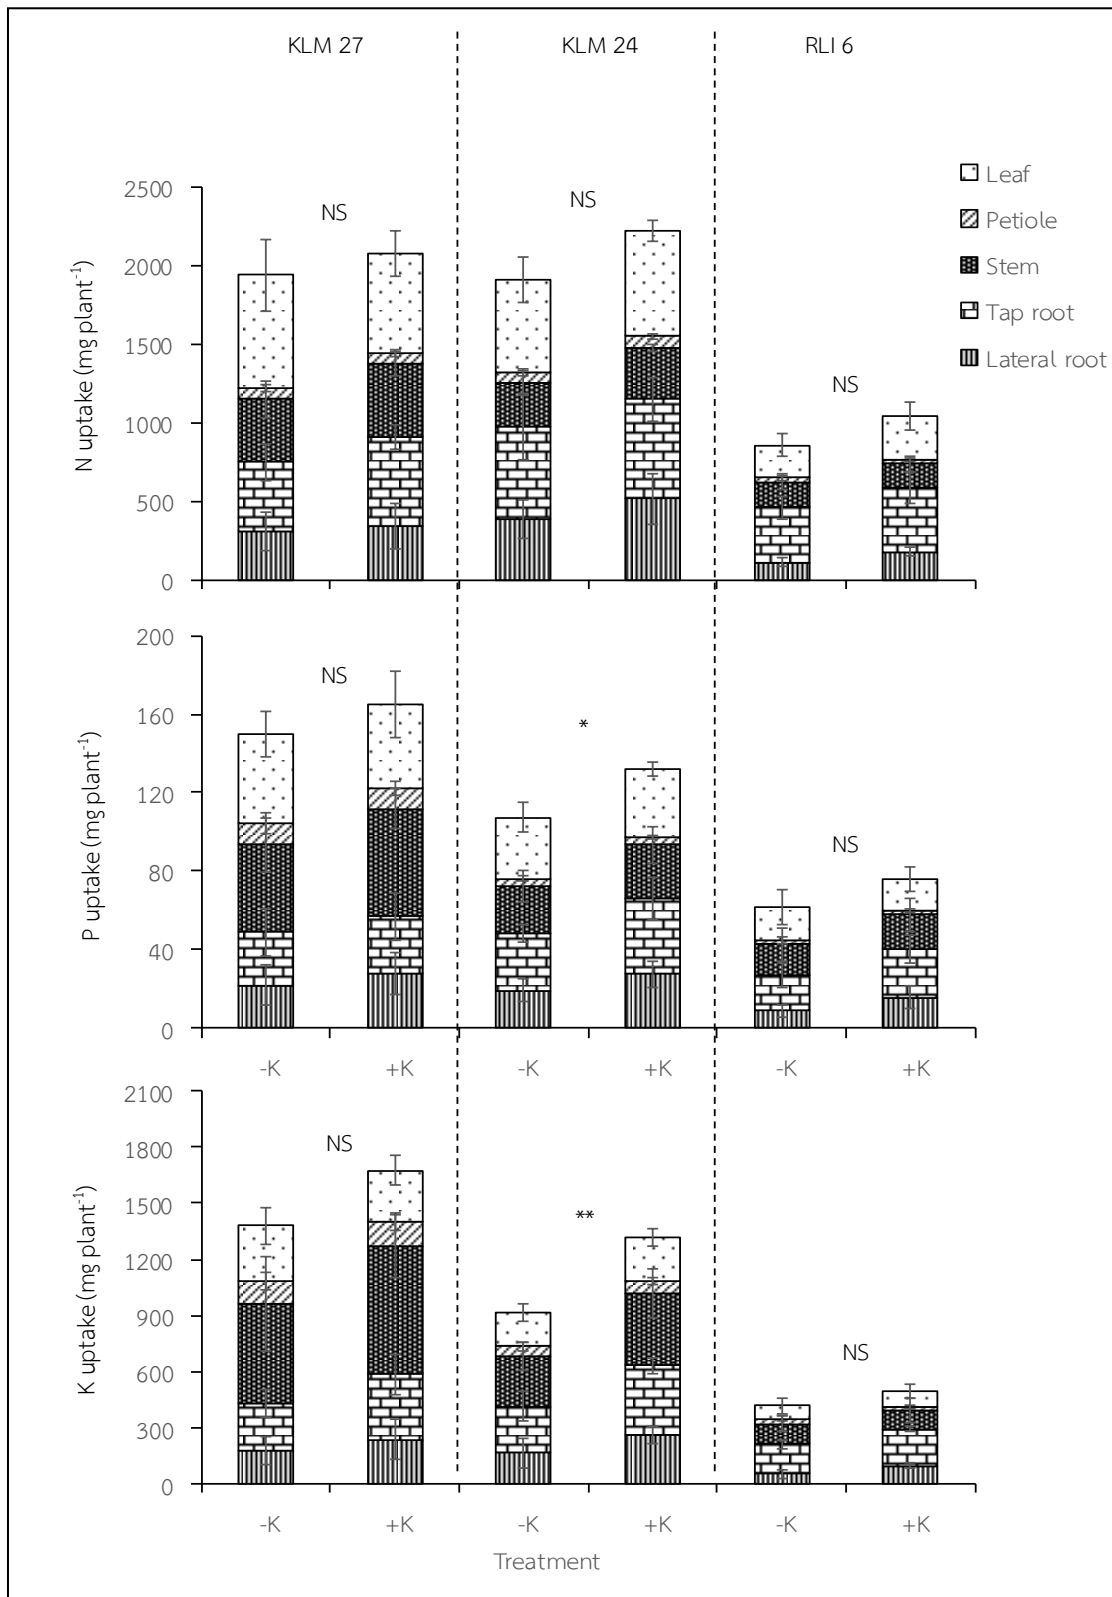 KLM 27 KLM 24 RLI 6
Leaf
Petiole
Stem
Tap root
Lateral root
N uptake (mg plant⁻¹)
2500
2000
1500
1000
500
0
NS NS NS
P uptake (mg plant⁻¹)
200
160
120
80
40
0
NS * NS
-K +K -K +K -K +K
K uptake (mg plant⁻¹)
2100
1800
1500
1200
900
600
300
0
NS ** NS
-K +K -K +K -K +K
Treatment